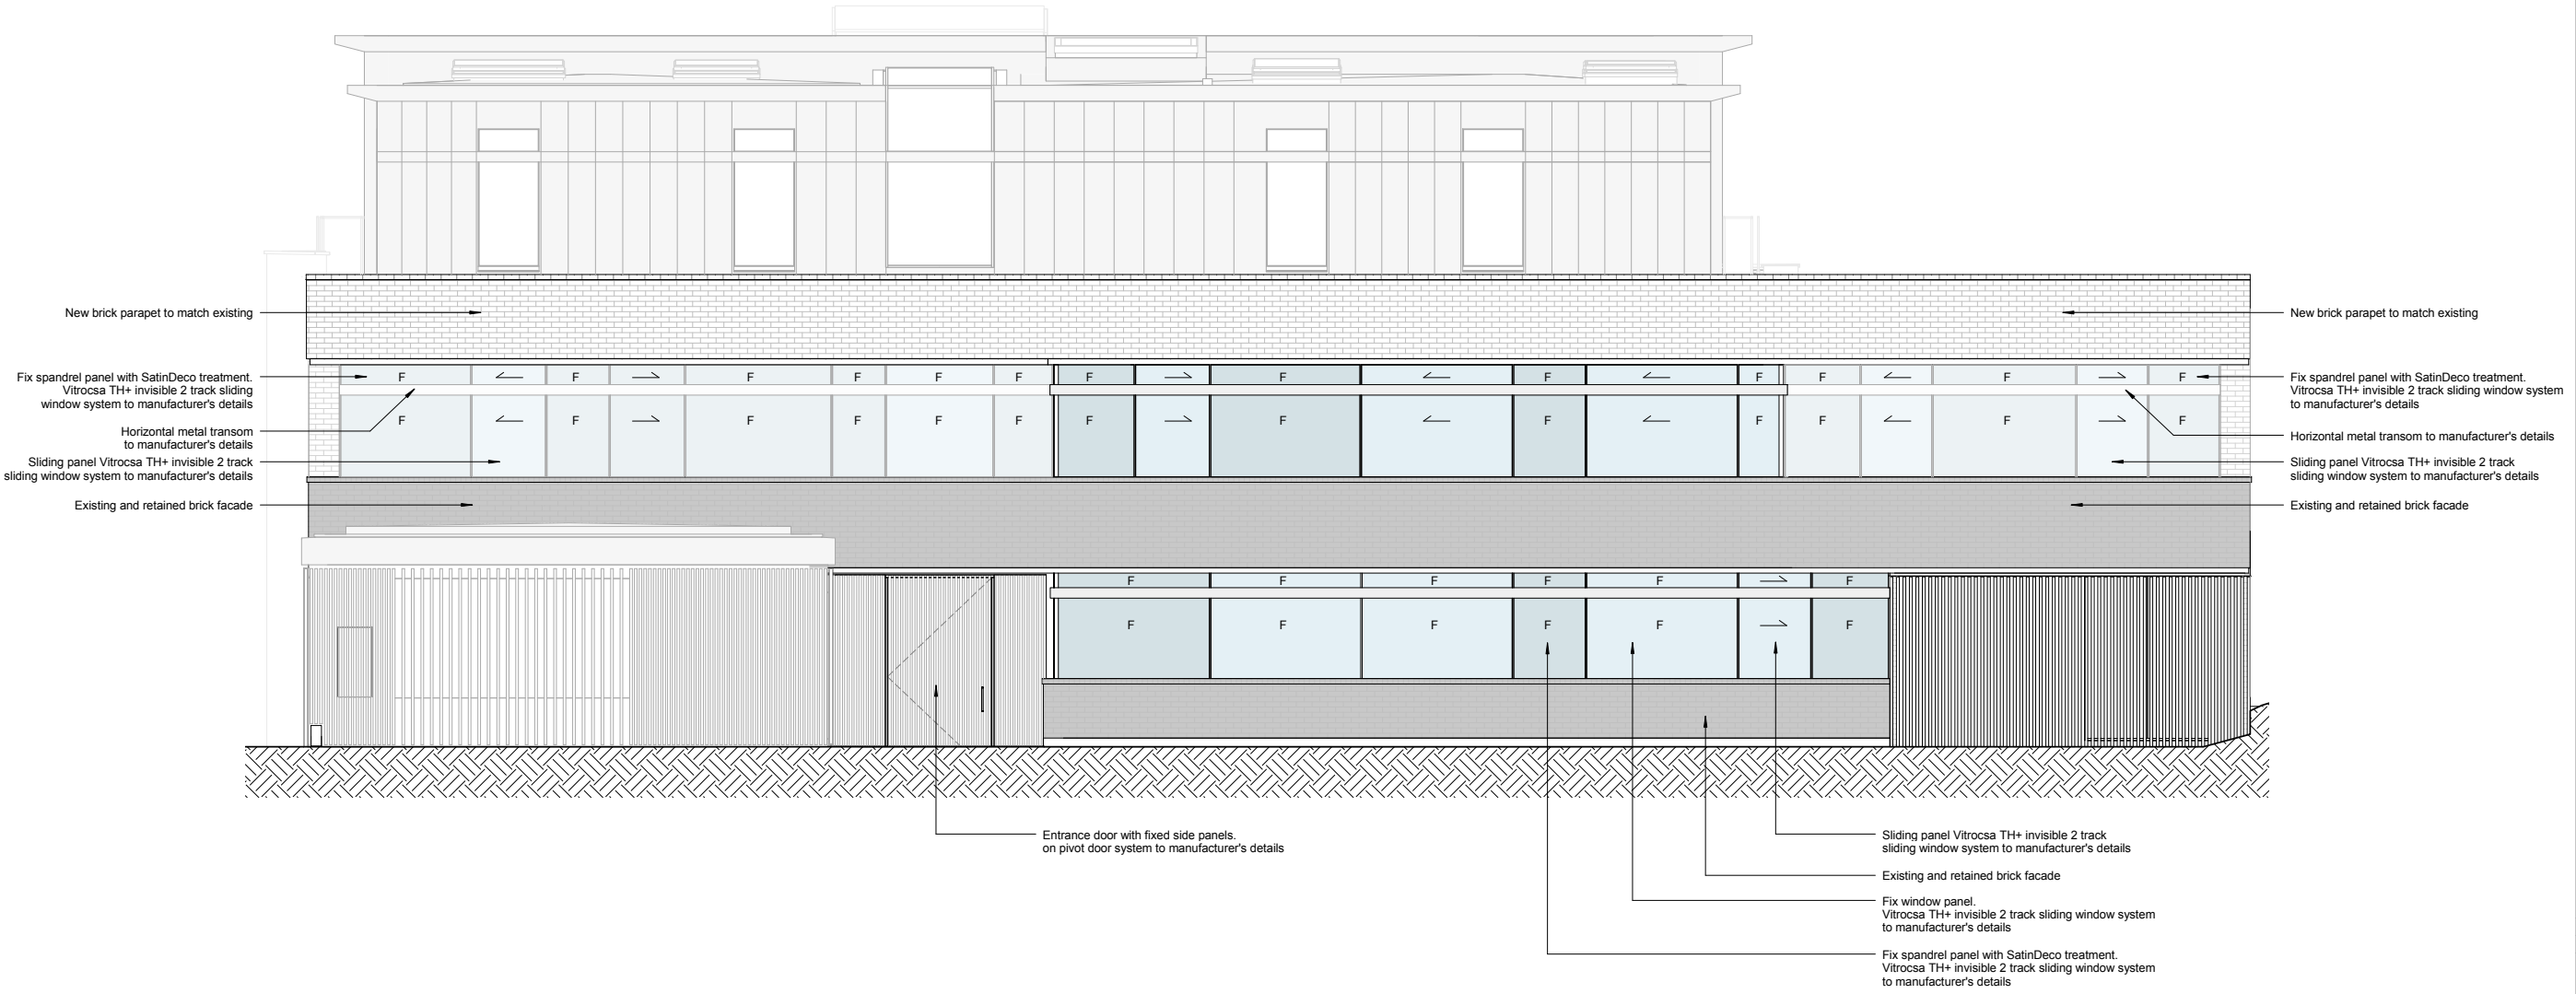 New brick parapet to match existing
New brick parapet to match existing
Fix spandrel panel with SatinDeco treatment.
Vitrocsa TH+ invisible 2 track sliding
window system to manufacturer's details
F F F F F F F F F F F F F F
Fix spandrel panel with SatinDeco treatment.
Vitrocsa TH+ invisible 2 track sliding window system
to manufacturer's details
Horizontal metal transom
to manufacturer's details
F F F F F F F F F F F F F F
Horizontal metal transom to manufacturer's details
Sliding panel Vitrocsa TH+ invisible 2 track
sliding window system to manufacturer's details
Sliding panel Vitrocsa TH+ invisible 2 track
sliding window system to manufacturer's details
Existing and retained brick facade
Existing and retained brick facade
F F F F F F
F F F F F F
Entrance door with fixed side panels.
on pivot door system to manufacturer's details
Sliding panel Vitrocsa TH+ invisible 2 track
sliding window system to manufacturer's details
Existing and retained brick facade
Fix window panel.
Vitrocsa TH+ invisible 2 track sliding window system
to manufacturer's details
Fix spandrel panel with SatinDeco treatment.
Vitrocsa TH+ invisible 2 track sliding window system
to manufacturer's details